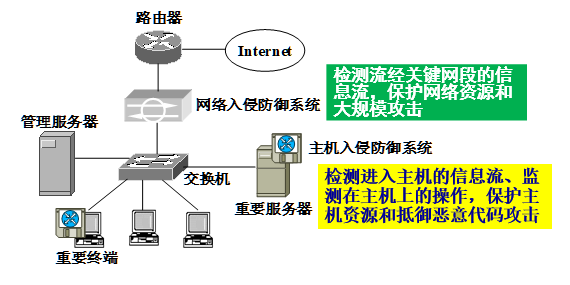 路由器
Internet
检测流经关键网段的信
息流，保护网络资源和
大规模攻击
网络入侵防御系统
管理服务器
主机入侵防御系统
交换机
检测进入主机的信息流、监
测在主机上的操作，保护主
机资源和抵御恶意代码攻击
重要服务器
重要终端